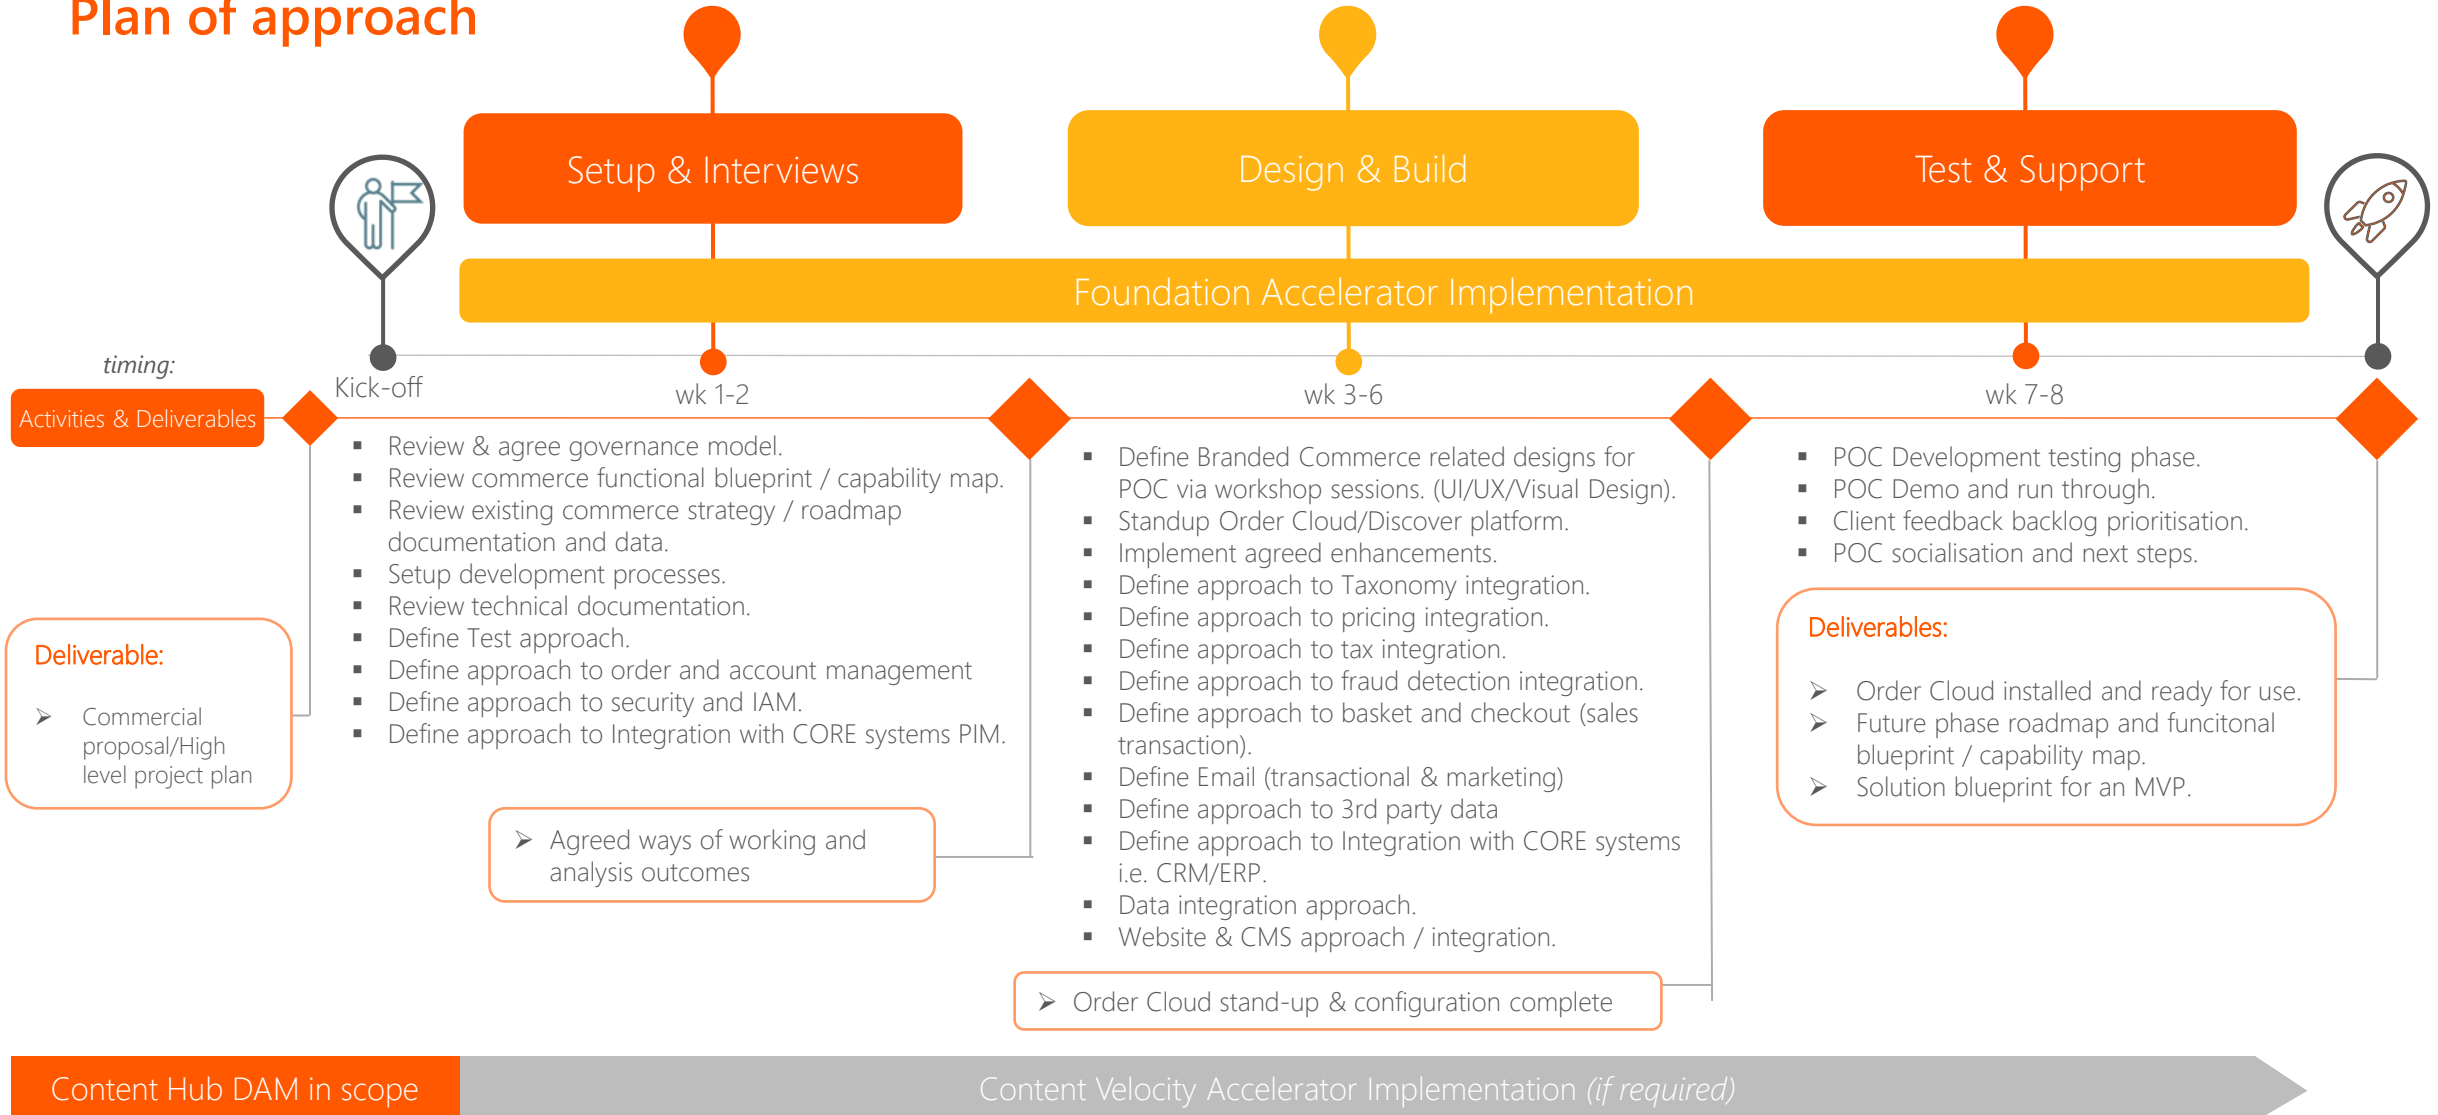 Plan of approach
Setup & Interviews
Design & Build
Test & Support
Foundation Accelerator Implementation
timing:
Kick-off
wk 1-2
wk 3-6
wk 7-8
Activities & Deliverables
▪ Review & agree governance model.
▪ Review commerce functional blueprint / capability map.
▪ Review existing commerce strategy / roadmap
documentation and data.
▪ Setup development processes.
▪ Review technical documentation.
▪ Define Test approach.
▪ Define approach to order and account management
▪ Define approach to security and IAM.
▪ Define approach to Integration with CORE systems PIM.
▪ Define Branded Commerce related designs for
POC via workshop sessions. (UI/UX/Visual Design).
▪ Standup Order Cloud/Discover platform.
▪ Implement agreed enhancements.
▪ Define approach to Taxonomy integration.
▪ Define approach to pricing integration.
▪ Define approach to tax integration.
▪ Define approach to fraud detection integration.
▪ Define approach to basket and checkout (sales
transaction).
▪ Define Email (transactional & marketing)
▪ Define approach to 3rd party data
▪ Define approach to Integration with CORE systems
i.e. CRM/ERP.
▪ Data integration approach.
▪ Website & CMS approach / integration.
▪ POC Development testing phase.
▪ POC Demo and run through.
▪ Client feedback backlog prioritisation.
▪ POC socialisation and next steps.
Deliverable:
➢ Commercial
proposal/High
level project plan
➢ Agreed ways of working and
analysis outcomes
➢ Order Cloud stand-up & configuration complete
Deliverables:
➢ Order Cloud installed and ready for use.
➢ Future phase roadmap and funcitonal
blueprint / capability map.
➢ Solution blueprint for an MVP.
Content Hub DAM in scope
Content Velocity Accelerator Implementation (if required)